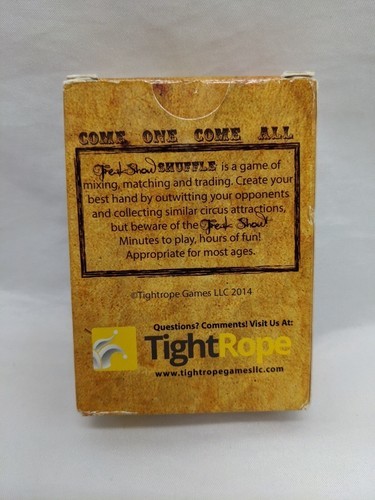 COME ONE COME ALL
Freak Show SHUFFLE is a game of
mixing, matching and trading. Create your
best hand by outwitting your opponents
and collecting similar circus attractions,
but beware of the Freak Show!
Minutes to play, hours of fun!
Appropriate for most ages.
©Tightrope Games LLC 2014
Questions? Comments! Visit Us At:
TightRope
www.tightropegamesllc.com